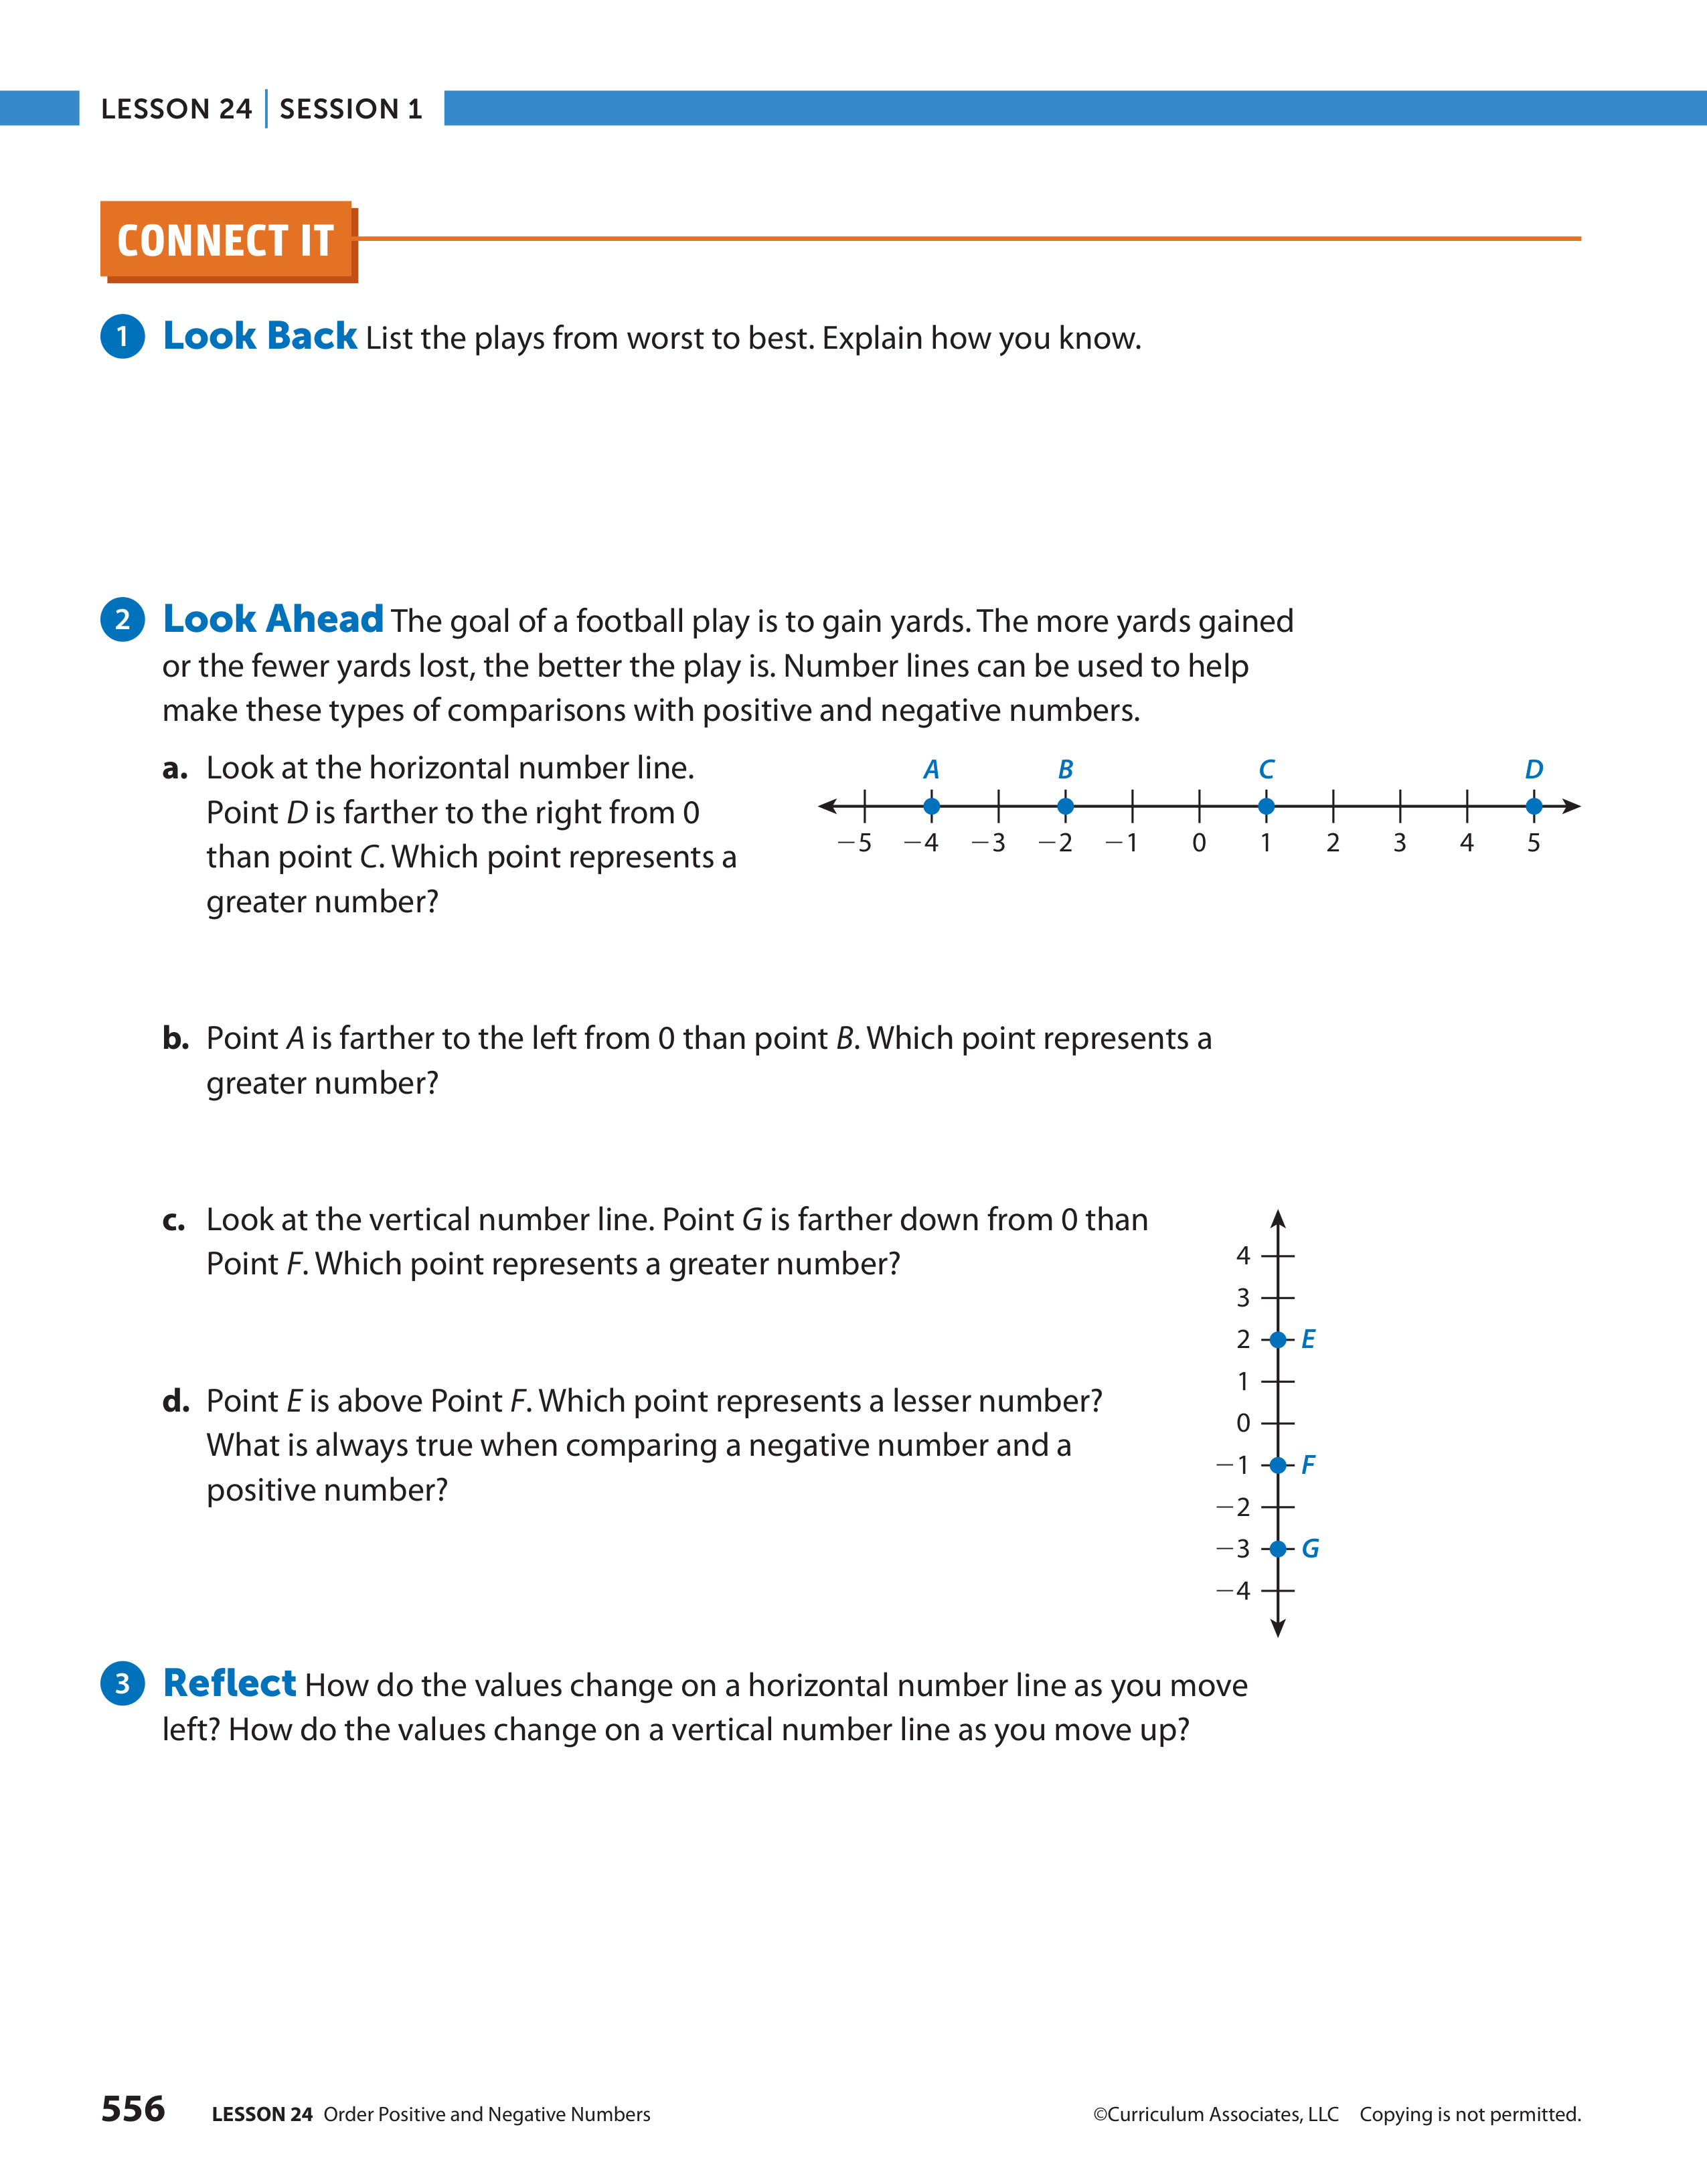 LESSON 24 | SESSION 1
CONNECT IT
1 Look Back List the plays from worst to best. Explain how you know.
2 Look Ahead The goal of a football play is to gain yards. The more yards gained
or the fewer yards lost, the better the play is. Number lines can be used to help
make these types of comparisons with positive and negative numbers.
a. Look at the horizontal number line.
Point D is farther to the right from 0
than point C. Which point represents a
greater number?
A B C D
−5 −4 −3 −2 −1 0 1 2 3 4 5
b. Point A is farther to the left from 0 than point B. Which point represents a
greater number?
c. Look at the vertical number line. Point G is farther down from 0 than
Point F. Which point represents a greater number?
d. Point E is above Point F. Which point represents a lesser number?
What is always true when comparing a negative number and a
positive number?
4
3
2 E
1
0
−1 F
−2
−3 G
−4
3 Reflect How do the values change on a horizontal number line as you move
left? How do the values change on a vertical number line as you move up?
556 LESSON 24 Order Positive and Negative Numbers
©Curriculum Associates, LLC Copying is not permitted.